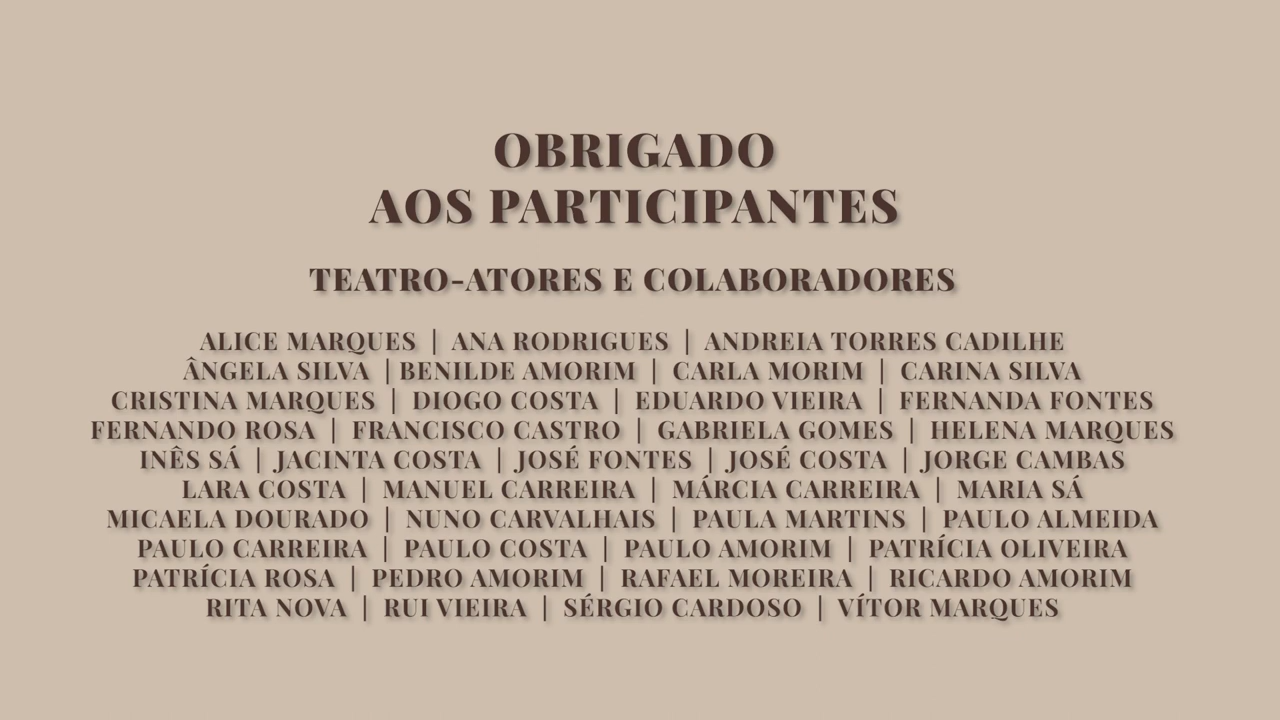 OBRIGADO
AOS PARTICIPANTES
TEATRO-ATORES E COLABORADORES
ALICE MARQUES | ANA RODRIGUES | ANDREIA TORRES CADILHE
ÂNGELA SILVA | BENILDE AMORIM | CARLA MORIM | CARINA SILVA
CRISTINA MARQUES | DIOGO COSTA | EDUARDO VIEIRA | FERNANDA FONTES
FERNANDO ROSA | FRANCISCO CASTRO | GABRIELA GOMES | HELENA MARQUES
INÊS SÁ | JACINTA COSTA | JOSÉ FONTES | JOSÉ COSTA | JORGE CAMBAS
LARA COSTA | MANUEL CARREIRA | MÁRCIA CARREIRA | MARIA SÁ
MICAELA DOURADO | NUNO CARVALHAIS | PAULA MARTINS | PAULO ALMEIDA
PAULO CARREIRA | PAULO COSTA | PAULO AMORIM | PATRÍCIA OLIVEIRA
PATRÍCIA ROSA | PEDRO AMORIM | RAFAEL MOREIRA | RICARDO AMORIM
RITA NOVA | RUI VIEIRA | SÉRGIO CARDOSO | VÍTOR MARQUES